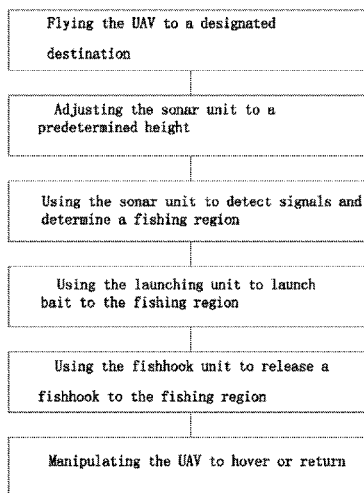 Flying the UAV to a designated
destination
Adjusting the sonar unit to a
predetermined height
Using the sonar unit to detect signals and
determine a fishing region
Using the launching unit to launch
bait to the fishing region
Using the fishhook unit to release a
fishhook to the fishing region
Manipulating the UAV to hover or return